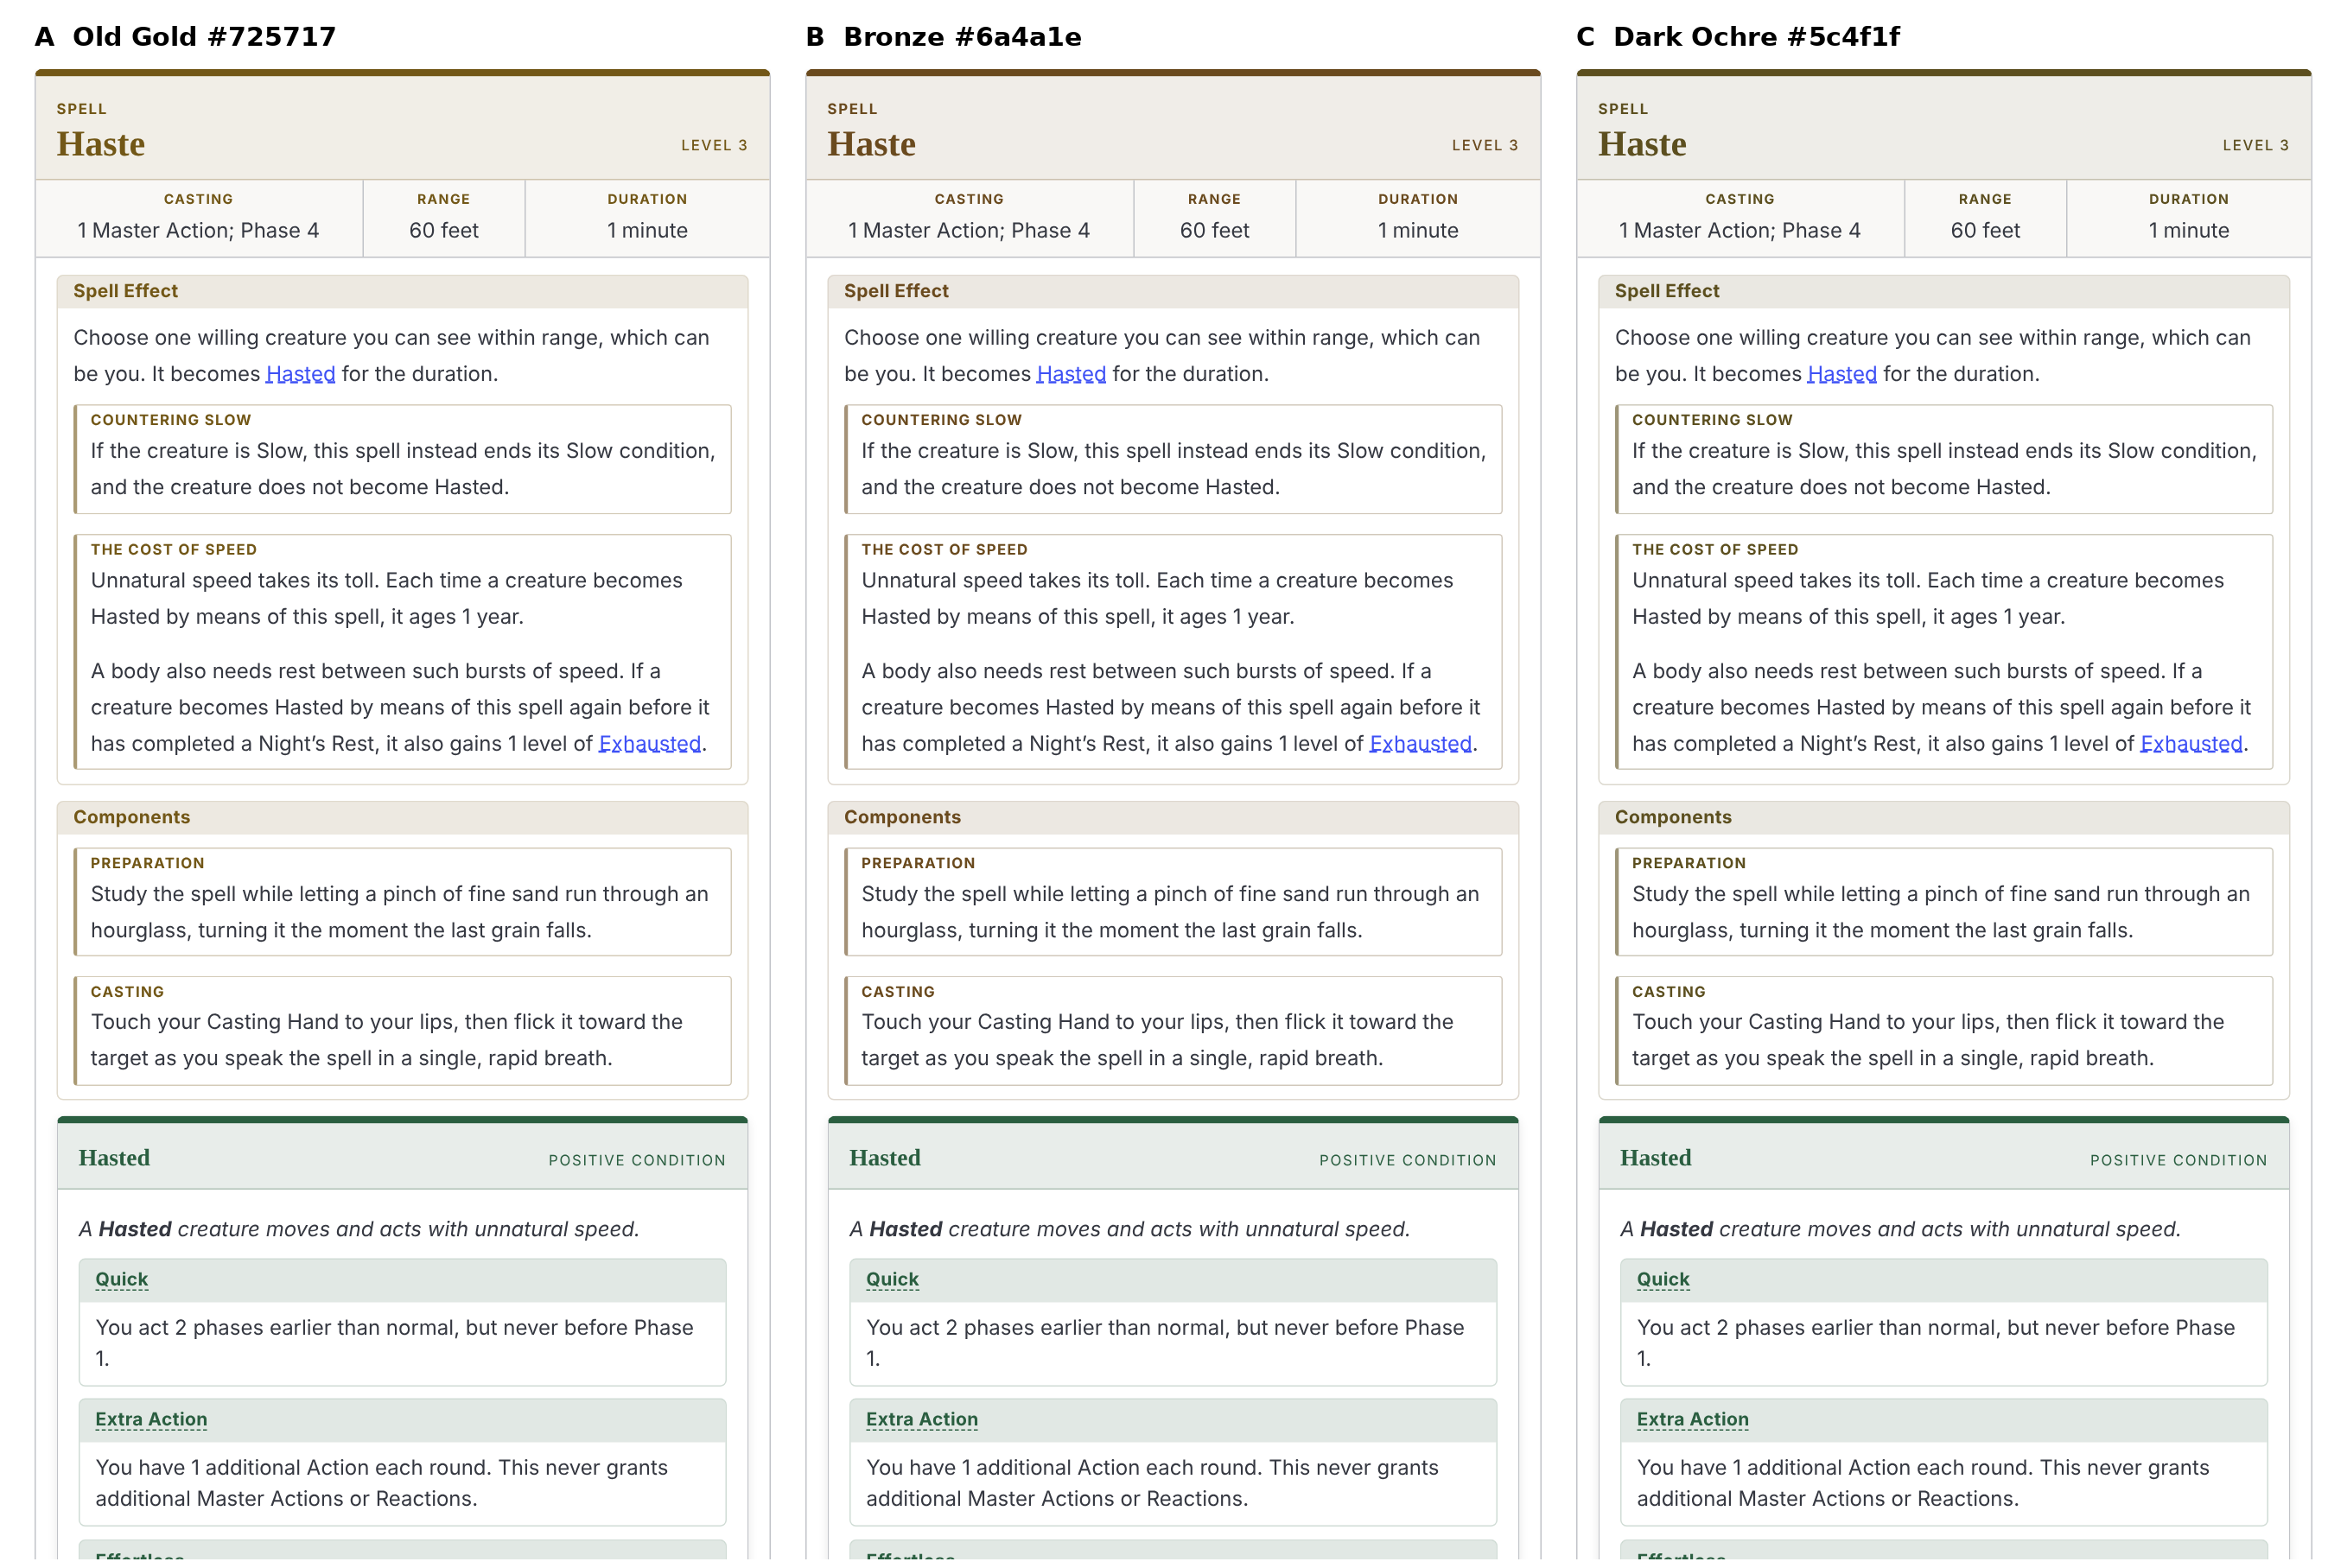 A Old Gold #725717
SPELL
Haste
LEVEL 3
CASTING
1 Master Action; Phase 4
RANGE
60 feet
DURATION
1 minute
Spell Effect
Choose one willing creature you can see within range, which can
be you. It becomes Hasted for the duration.
COUNTERING SLOW
If the creature is Slow, this spell instead ends its Slow condition,
and the creature does not become Hasted.
THE COST OF SPEED
Unnatural speed takes its toll. Each time a creature becomes
Hasted by means of this spell, it ages 1 year.
A body also needs rest between such bursts of speed. If a
creature becomes Hasted by means of this spell again before it
has completed a Night’s Rest, it also gains 1 level of Exhausted.
Components
PREPARATION
Study the spell while letting a pinch of fine sand run through an
hourglass, turning it the moment the last grain falls.
CASTING
Touch your Casting Hand to your lips, then flick it toward the
target as you speak the spell in a single, rapid breath.
Hasted
POSITIVE CONDITION
A Hasted creature moves and acts with unnatural speed.
Quick
You act 2 phases earlier than normal, but never before Phase
1.
Extra Action
You have 1 additional Action each round. This never grants
additional Master Actions or Reactions.
Effortless
B Bronze #6a4a1e
SPELL
Haste
LEVEL 3
CASTING
1 Master Action; Phase 4
RANGE
60 feet
DURATION
1 minute
Spell Effect
Choose one willing creature you can see within range, which can
be you. It becomes Hasted for the duration.
COUNTERING SLOW
If the creature is Slow, this spell instead ends its Slow condition,
and the creature does not become Hasted.
THE COST OF SPEED
Unnatural speed takes its toll. Each time a creature becomes
Hasted by means of this spell, it ages 1 year.
A body also needs rest between such bursts of speed. If a
creature becomes Hasted by means of this spell again before it
has completed a Night’s Rest, it also gains 1 level of Exhausted.
Components
PREPARATION
Study the spell while letting a pinch of fine sand run through an
hourglass, turning it the moment the last grain falls.
CASTING
Touch your Casting Hand to your lips, then flick it toward the
target as you speak the spell in a single, rapid breath.
Hasted
POSITIVE CONDITION
A Hasted creature moves and acts with unnatural speed.
Quick
You act 2 phases earlier than normal, but never before Phase
1.
Extra Action
You have 1 additional Action each round. This never grants
additional Master Actions or Reactions.
Effortless
C Dark Ochre #5c4f1f
SPELL
Haste
LEVEL 3
CASTING
1 Master Action; Phase 4
RANGE
60 feet
DURATION
1 minute
Spell Effect
Choose one willing creature you can see within range, which can
be you. It becomes Hasted for the duration.
COUNTERING SLOW
If the creature is Slow, this spell instead ends its Slow condition,
and the creature does not become Hasted.
THE COST OF SPEED
Unnatural speed takes its toll. Each time a creature becomes
Hasted by means of this spell, it ages 1 year.
A body also needs rest between such bursts of speed. If a
creature becomes Hasted by means of this spell again before it
has completed a Night’s Rest, it also gains 1 level of Exhausted.
Components
PREPARATION
Study the spell while letting a pinch of fine sand run through an
hourglass, turning it the moment the last grain falls.
CASTING
Touch your Casting Hand to your lips, then flick it toward the
target as you speak the spell in a single, rapid breath.
Hasted
POSITIVE CONDITION
A Hasted creature moves and acts with unnatural speed.
Quick
You act 2 phases earlier than normal, but never before Phase
1.
Extra Action
You have 1 additional Action each round. This never grants
additional Master Actions or Reactions.
Effortless